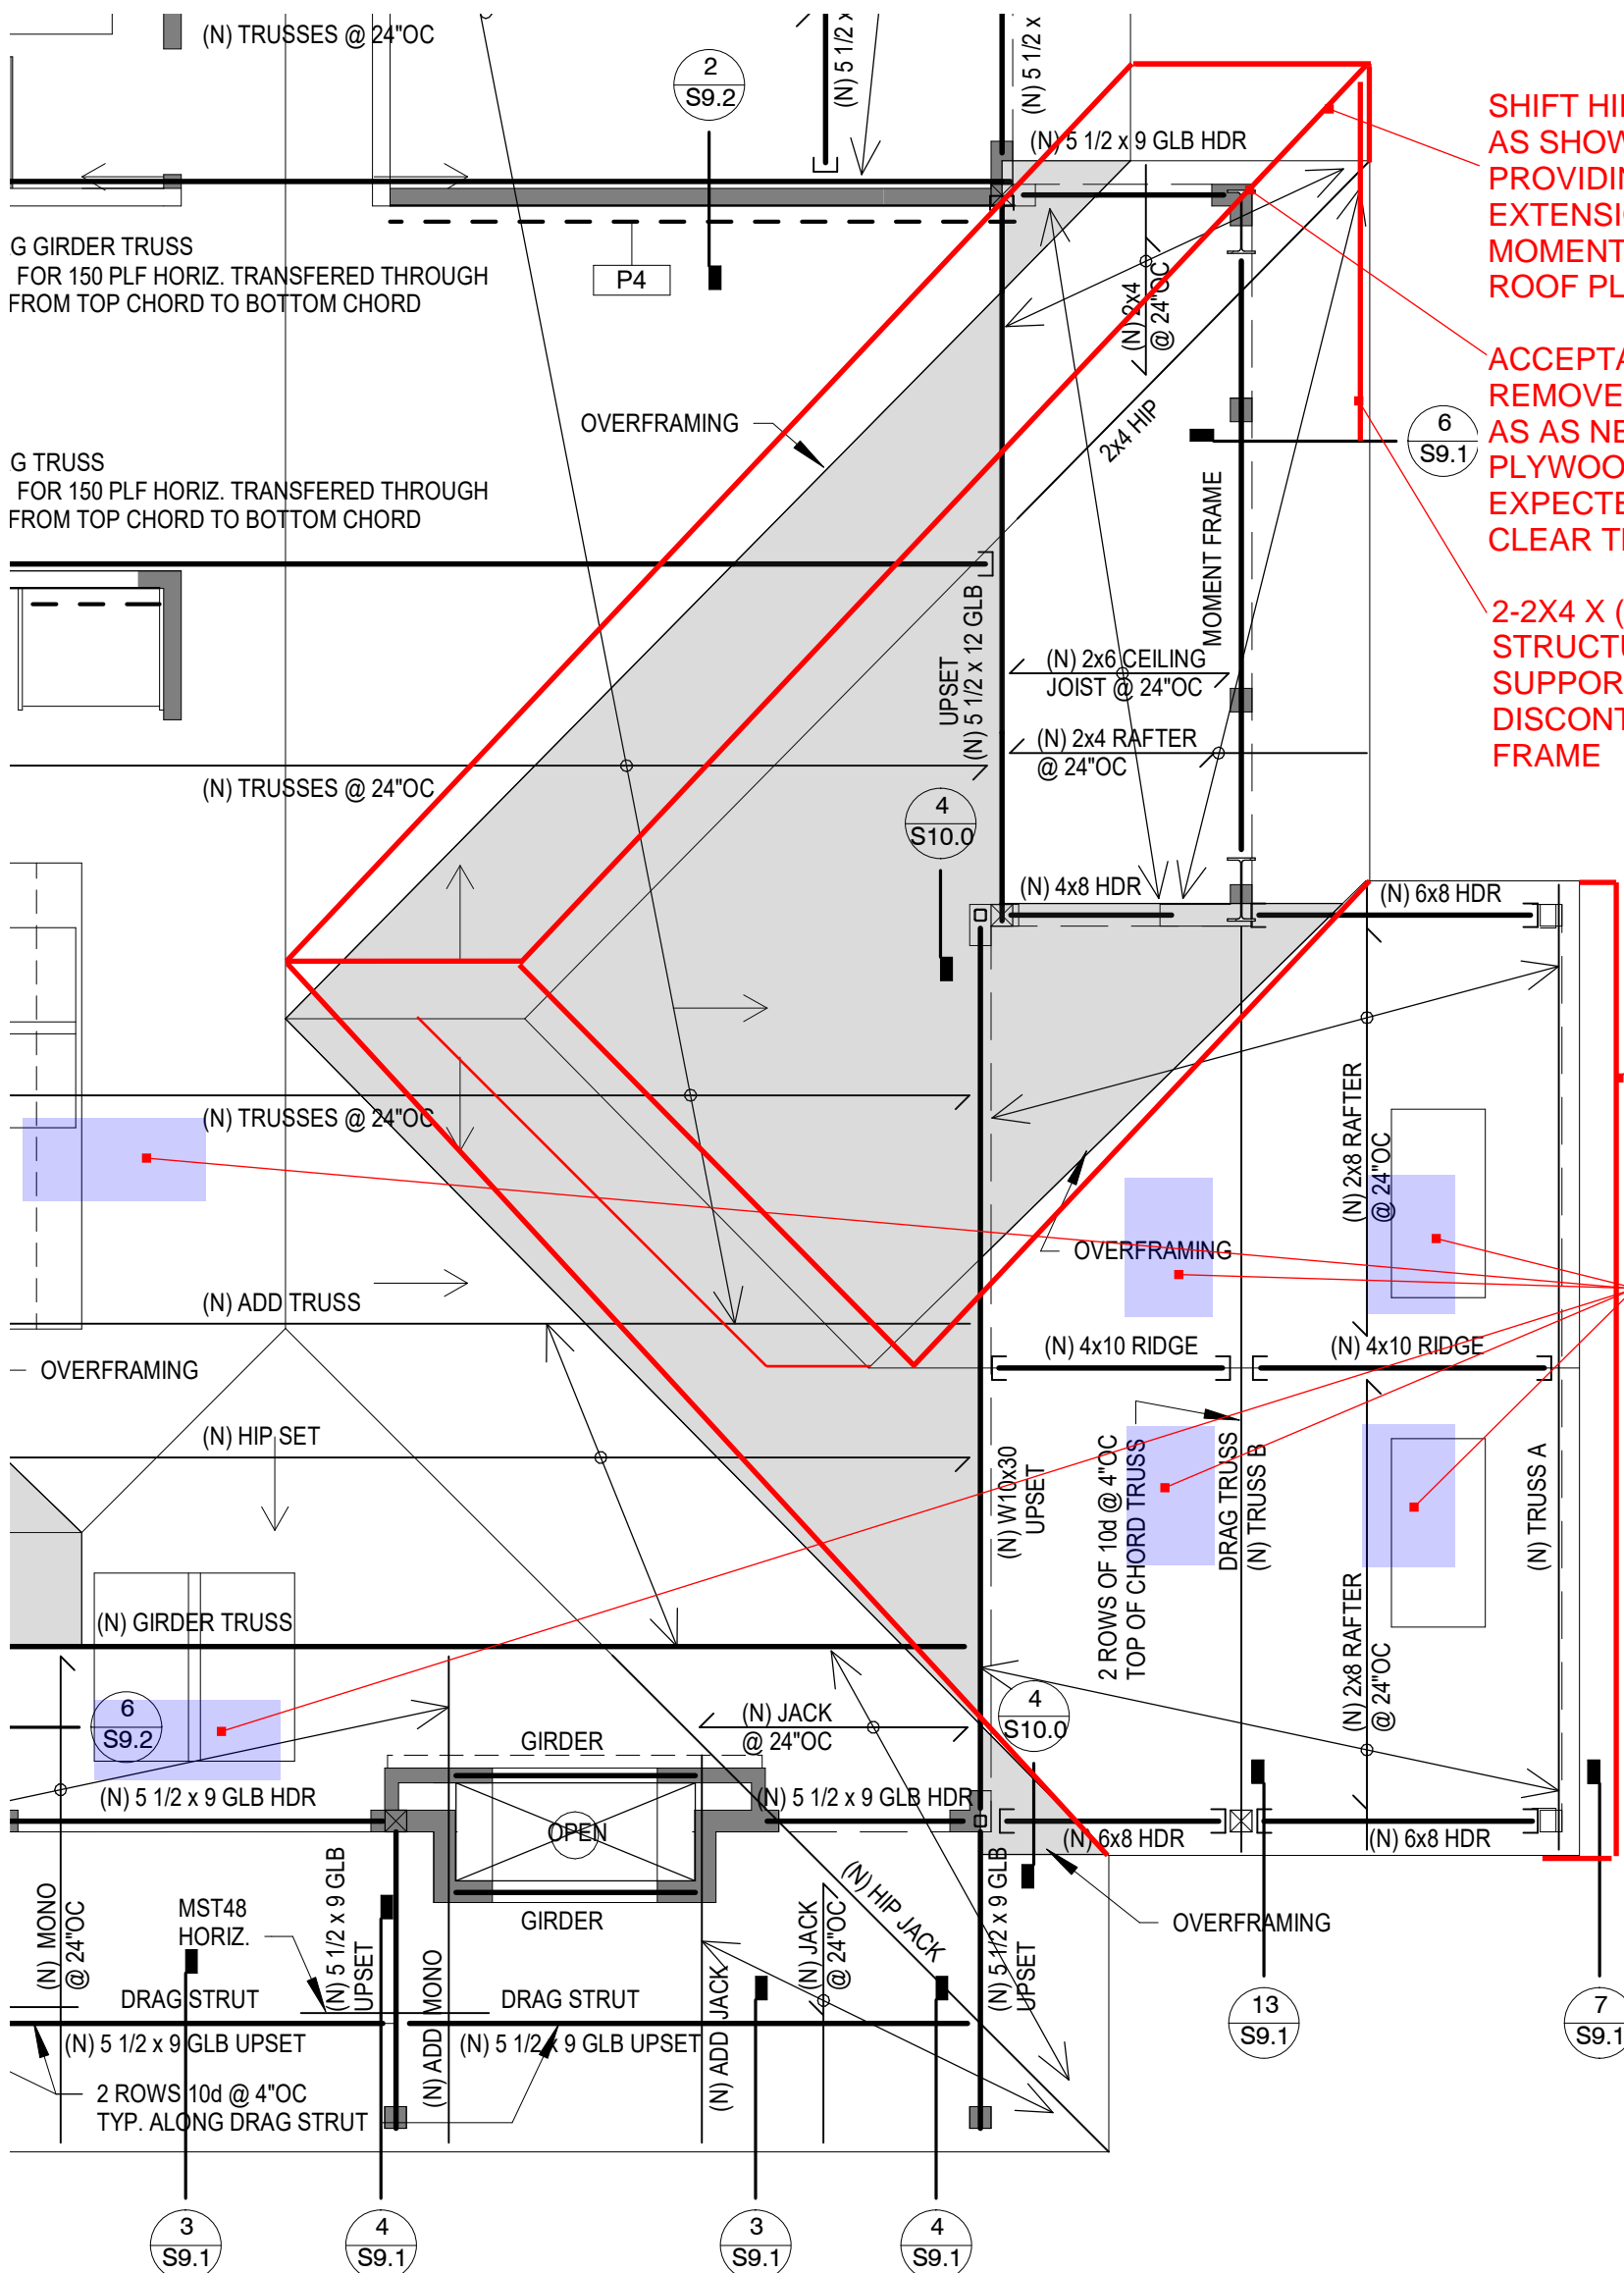 (N) TRUSSES @ 24"OC
2
S9.2
(N) 5 1/2 x
(N) 5 1/2 x
(N) 5 1/2 x 9 GLB HDR
SHIFT
AS
EXTENSI
MOMENT
ROOF
G GIRDER TRUSS
FOR 150 PLF HORIZ. TRANSFERED THROUGH
FROM TOP CHORD TO BOTTOM CHORD
P4
(N) 2x4
@ 24"OC
ACCEPTA
REMOVE
AS AS
PLYWOO
EXPECTE
CLEAR
OVERFRAMING
2x4 HIP
6
S9.1
G TRUSS
FOR 150 PLF HORIZ. TRANSFERED THROUGH
FROM TOP CHORD TO BOTTOM CHORD
MOMENT FRAME
UPSET
(N) 5 1/2 x 12 GLB
2-2X4 X (
STRUCTU
SUPPOR
DISCONT
FRAME
(N) 2x6 CEILING
JOIST @ 24"OC
(N) 2x4 RAFTER
@ 24"OC
(N) TRUSSES @ 24"OC
4
S10.0
(N) 4x8 HDR
(N) 6x8 HDR
(N) TRUSSES @ 24"OC
(N) 2x8 RAFTER
@ 24"OC
OVERFRAMING
(N) ADD TRUSS
OVERFRAMING
(N) 4x10 RIDGE
(N) 4x10 RIDGE
(N) HIP SET
(N) W10x30
UPSET
2 ROWS OF 10d @ 4"OC
TOP OF CHORD TRUSS
DRAG TRUSS
(N) TRUSS B
(N) TRUSS A
(N) GIRDER TRUSS
(N) 2x8 RAFTER
@ 24"OC
6
S9.2
(N) JACK
@ 24"OC
4
S10.0
GIRDER
(N) 5 1/2 x 9 GLB HDR
(N) 5 1/2 x 9 GLB HDR
OPEN
(N) 6x8 HDR
(N) 6x8 HDR
GIRDER
(N) MONO
@ 24"OC
MST48
HORIZ.
(N) 5 1/2 x 9 GLB
UPSET
(N) HIP JACK
(N) JACK
@ 24"OC
(N) 5 1/2 x 9 GLB
UPSET
OVERFRAMING
DRAG STRUT
DRAG STRUT
(N) ADD MONO
(N) ADD JACK
(N) 5 1/2 x 9 GLB UPSET
(N) 5 1/2 x 9 GLB UPSET
13
S9.1
7
S9.1
2 ROWS 10d @ 4"OC
TYP. ALONG DRAG STRUT
3
S9.1
4
S9.1
3
S9.1
4
S9.1